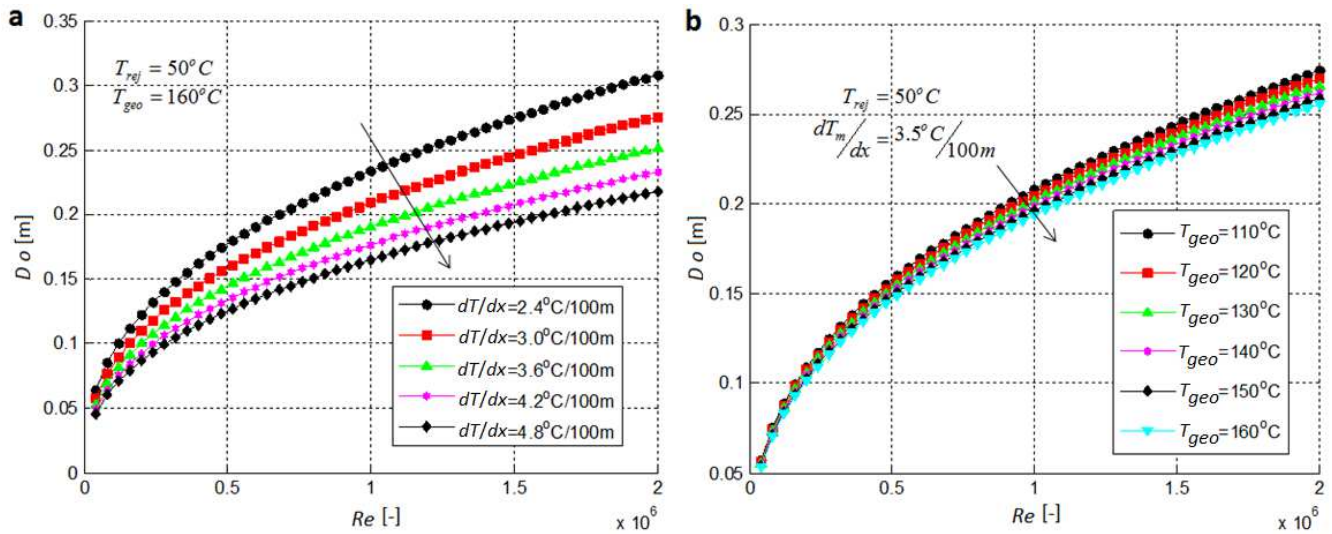 a
0.35
0.3
0.25
0.2
0.15
0.1
0.05
0
D o [m]
T_rej = 50°C
T_geo = 160°C
dT/dx=2.4°C/100m
dT/dx=3.0°C/100m
dT/dx=3.6°C/100m
dT/dx=4.2°C/100m
dT/dx=4.8°C/100m
0 0.5 1 1.5 2
Re [-]
x 10^6
b
0.3
0.25
0.2
0.15
0.1
0.05
D o [m]
T_rej = 50°C
dT_m/dx = 3.5°C/100m
T_geo=110°C
T_geo=120°C
T_geo=130°C
T_geo=140°C
T_geo=150°C
T_geo=160°C
0 0.5 1 1.5 2
Re [-]
x 10^6